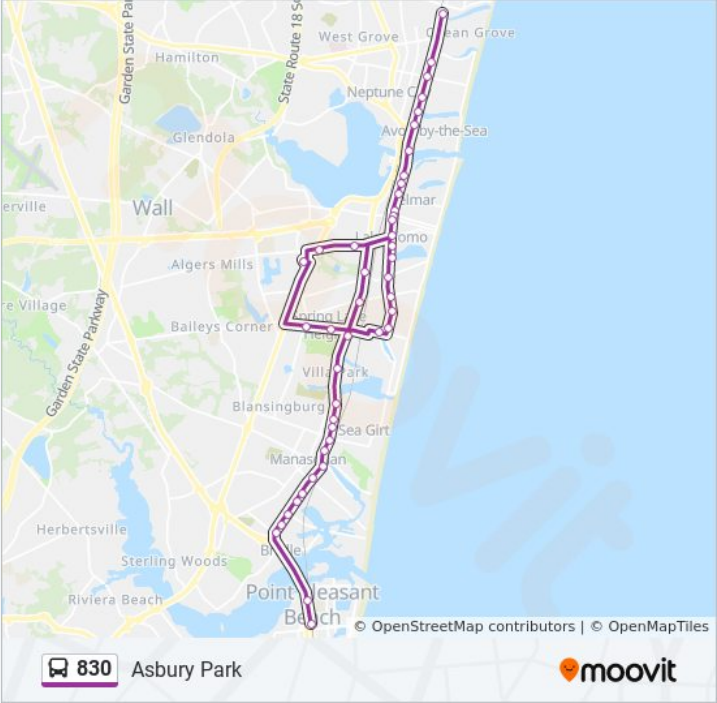 Garden State Pa
State Route 18 S
West Grove
Ocean Grove
Hamilton
Neptune C
Glendola
Avon-by-the-Sea
erville
Wall
elmar
Lake Como
Algers Mills
re Village
Garden State Parkway
Baileys Corner
Spring Lake
Heights
Villa Park
Blansingburg
Sea Girt
Manasquan
Herbertsville
Sterling Woods
Brielle
Riviera Beach
Point Pleasant
Beach
© OpenStreetMap contributors | © OpenMapTiles
830 Asbury Park
moovit